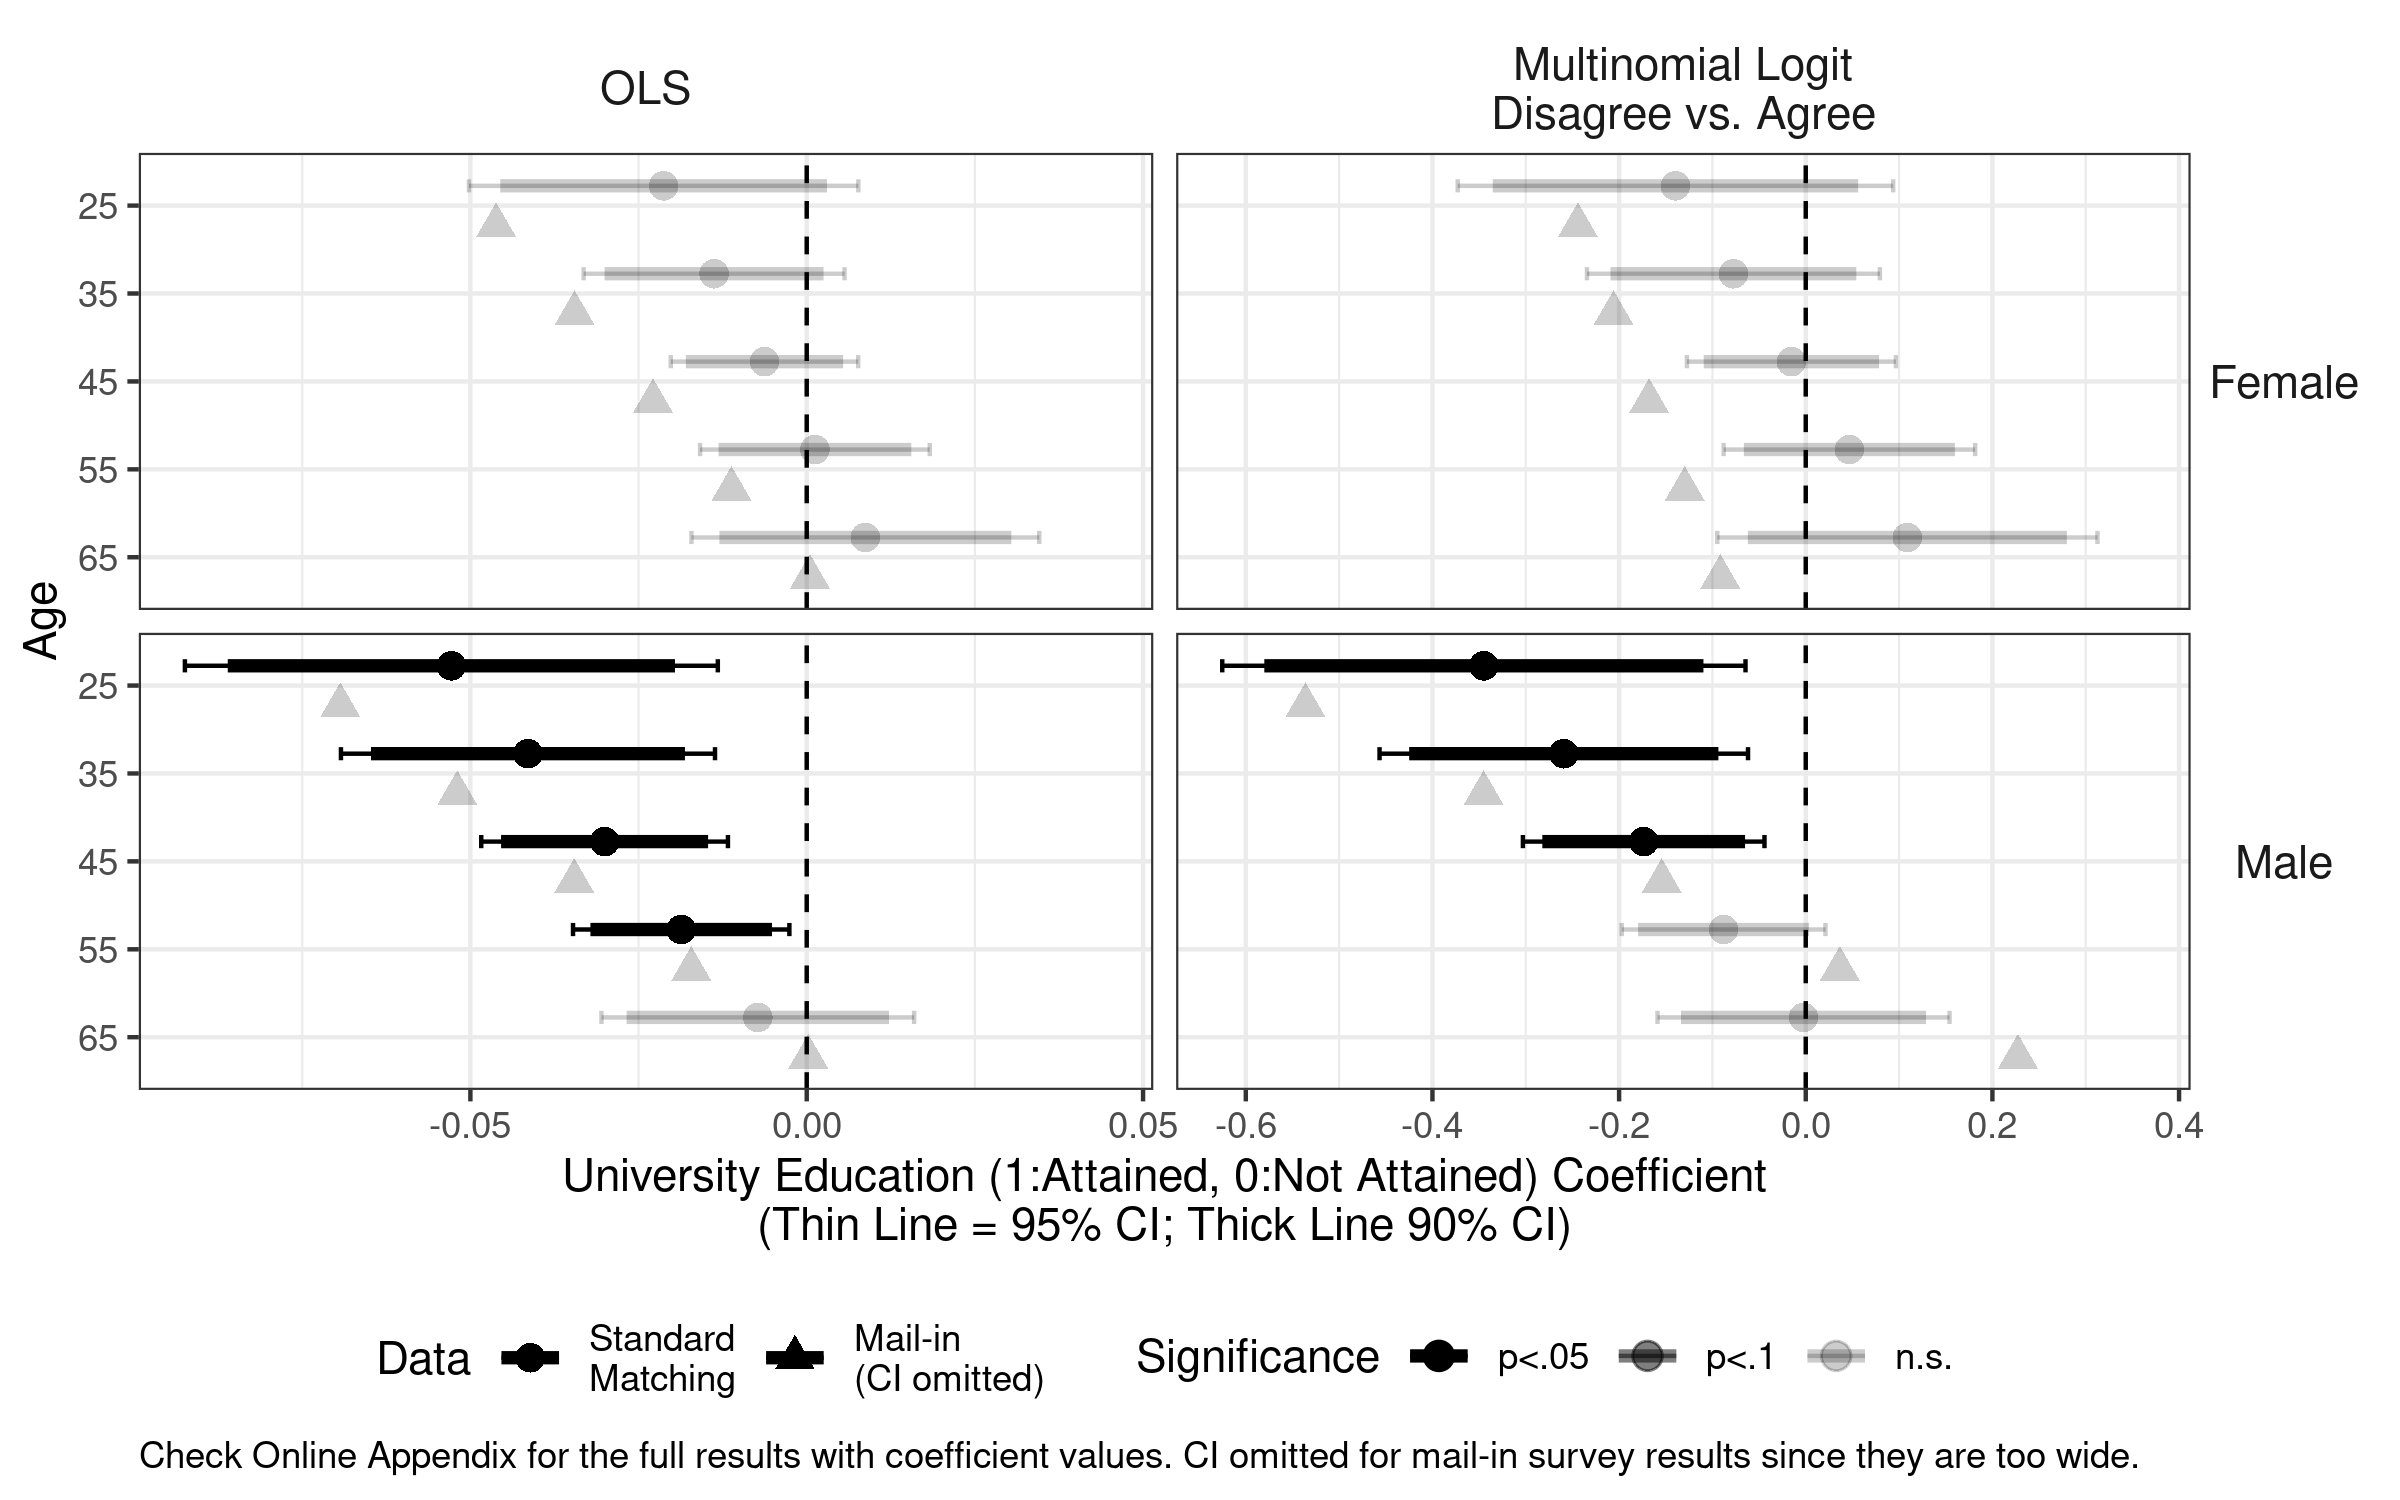 OLS
Multinomial Logit
Disagree vs. Agree
25
35
45
55
65
Female
Age
25
35
45
55
65
Male
-0.05
0.00
0.05
-0.6
-0.4
-0.2
0.0
0.2
0.4
University Education (1:Attained, 0:Not Attained) Coefficient
(Thin Line = 95% CI; Thick Line 90% CI)
Data
Standard
Matching
Mail-in
(CI omitted)
Significance
p<.05
p<.1
n.s.
Check Online Appendix for the full results with coefficient values. CI omitted for mail-in survey results since they are too wide.